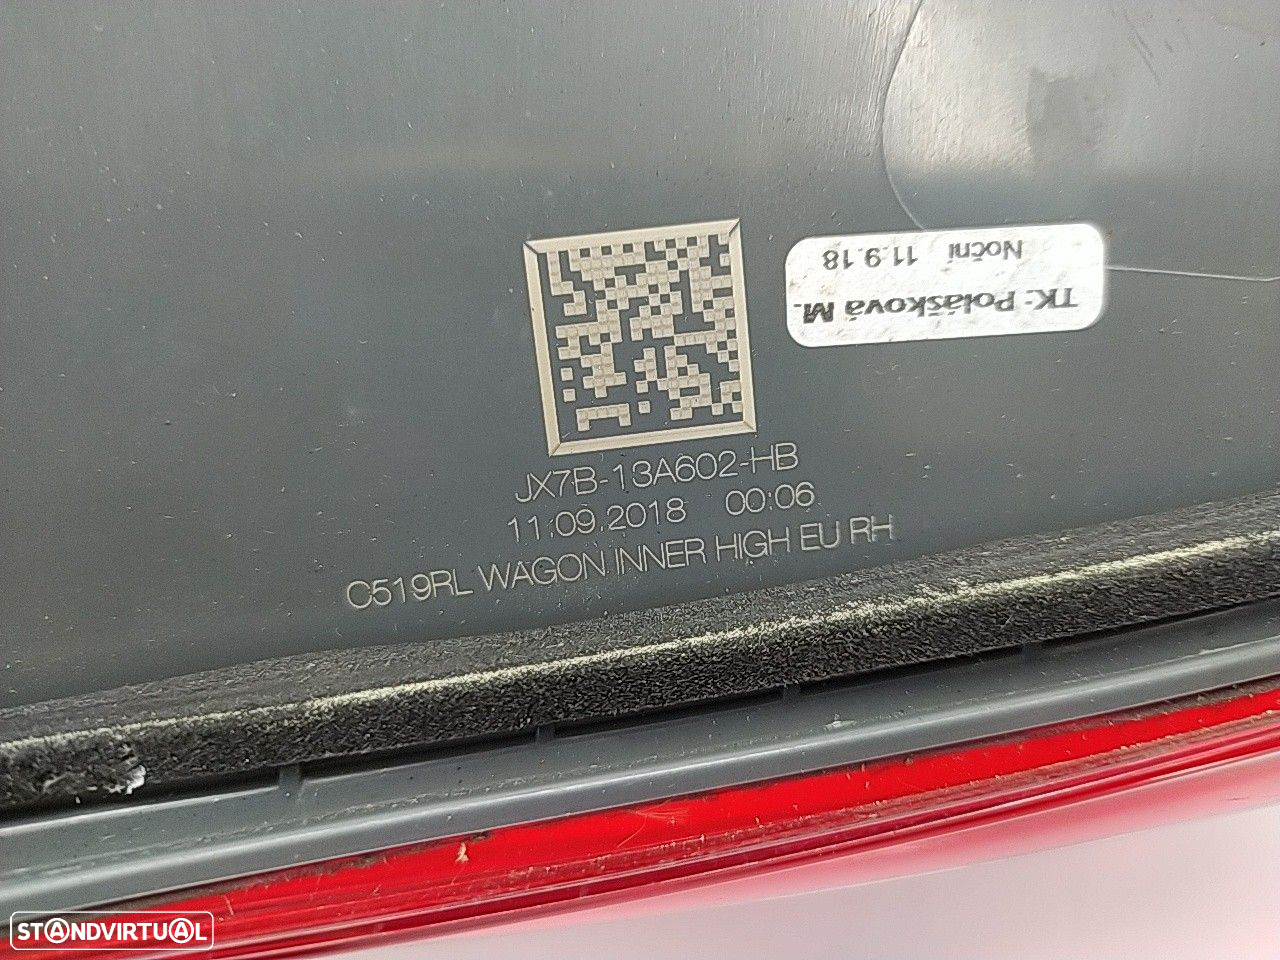 JX7B-13A602-HB
11.09.2018 00:06
C519RL WAGON INNER HIGH EU RH
TK: Polášková M.
Noční 11.9.18
STANDVIRTUAL